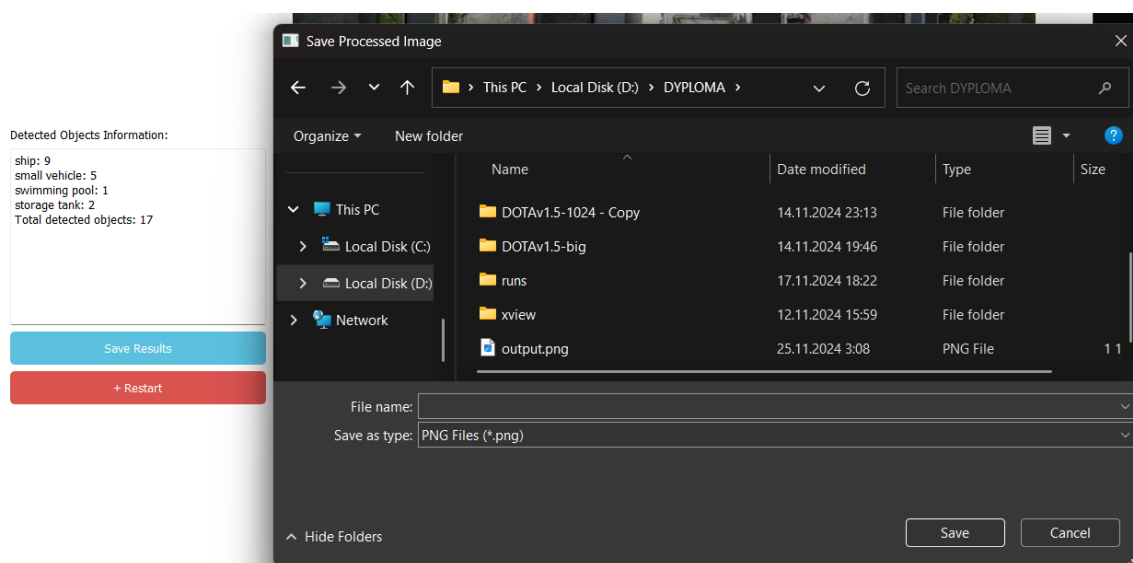 Save Processed Image
This PC > Local Disk (D:) > DYPLOMA >
Search DYPLOMA
Organize
New folder
Detected Objects Information:
ship: 9
small vehicle: 5
swimming pool: 1
storage tank: 2
Total detected objects: 17
Save Results
+ Restart
This PC
Local Disk (C:)
Local Disk (D:)
Network
Name Date modified Type Size
DOTAv1.5-1024 - Copy 14.11.2024 23:13 File folder
DOTAv1.5-big 14.11.2024 19:46 File folder
runs 17.11.2024 18:22 File folder
xview 12.11.2024 15:59 File folder
output.png 25.11.2024 3:08 PNG File 1 1
File name:
Save as type: PNG Files (*.png)
Hide Folders
Save
Cancel